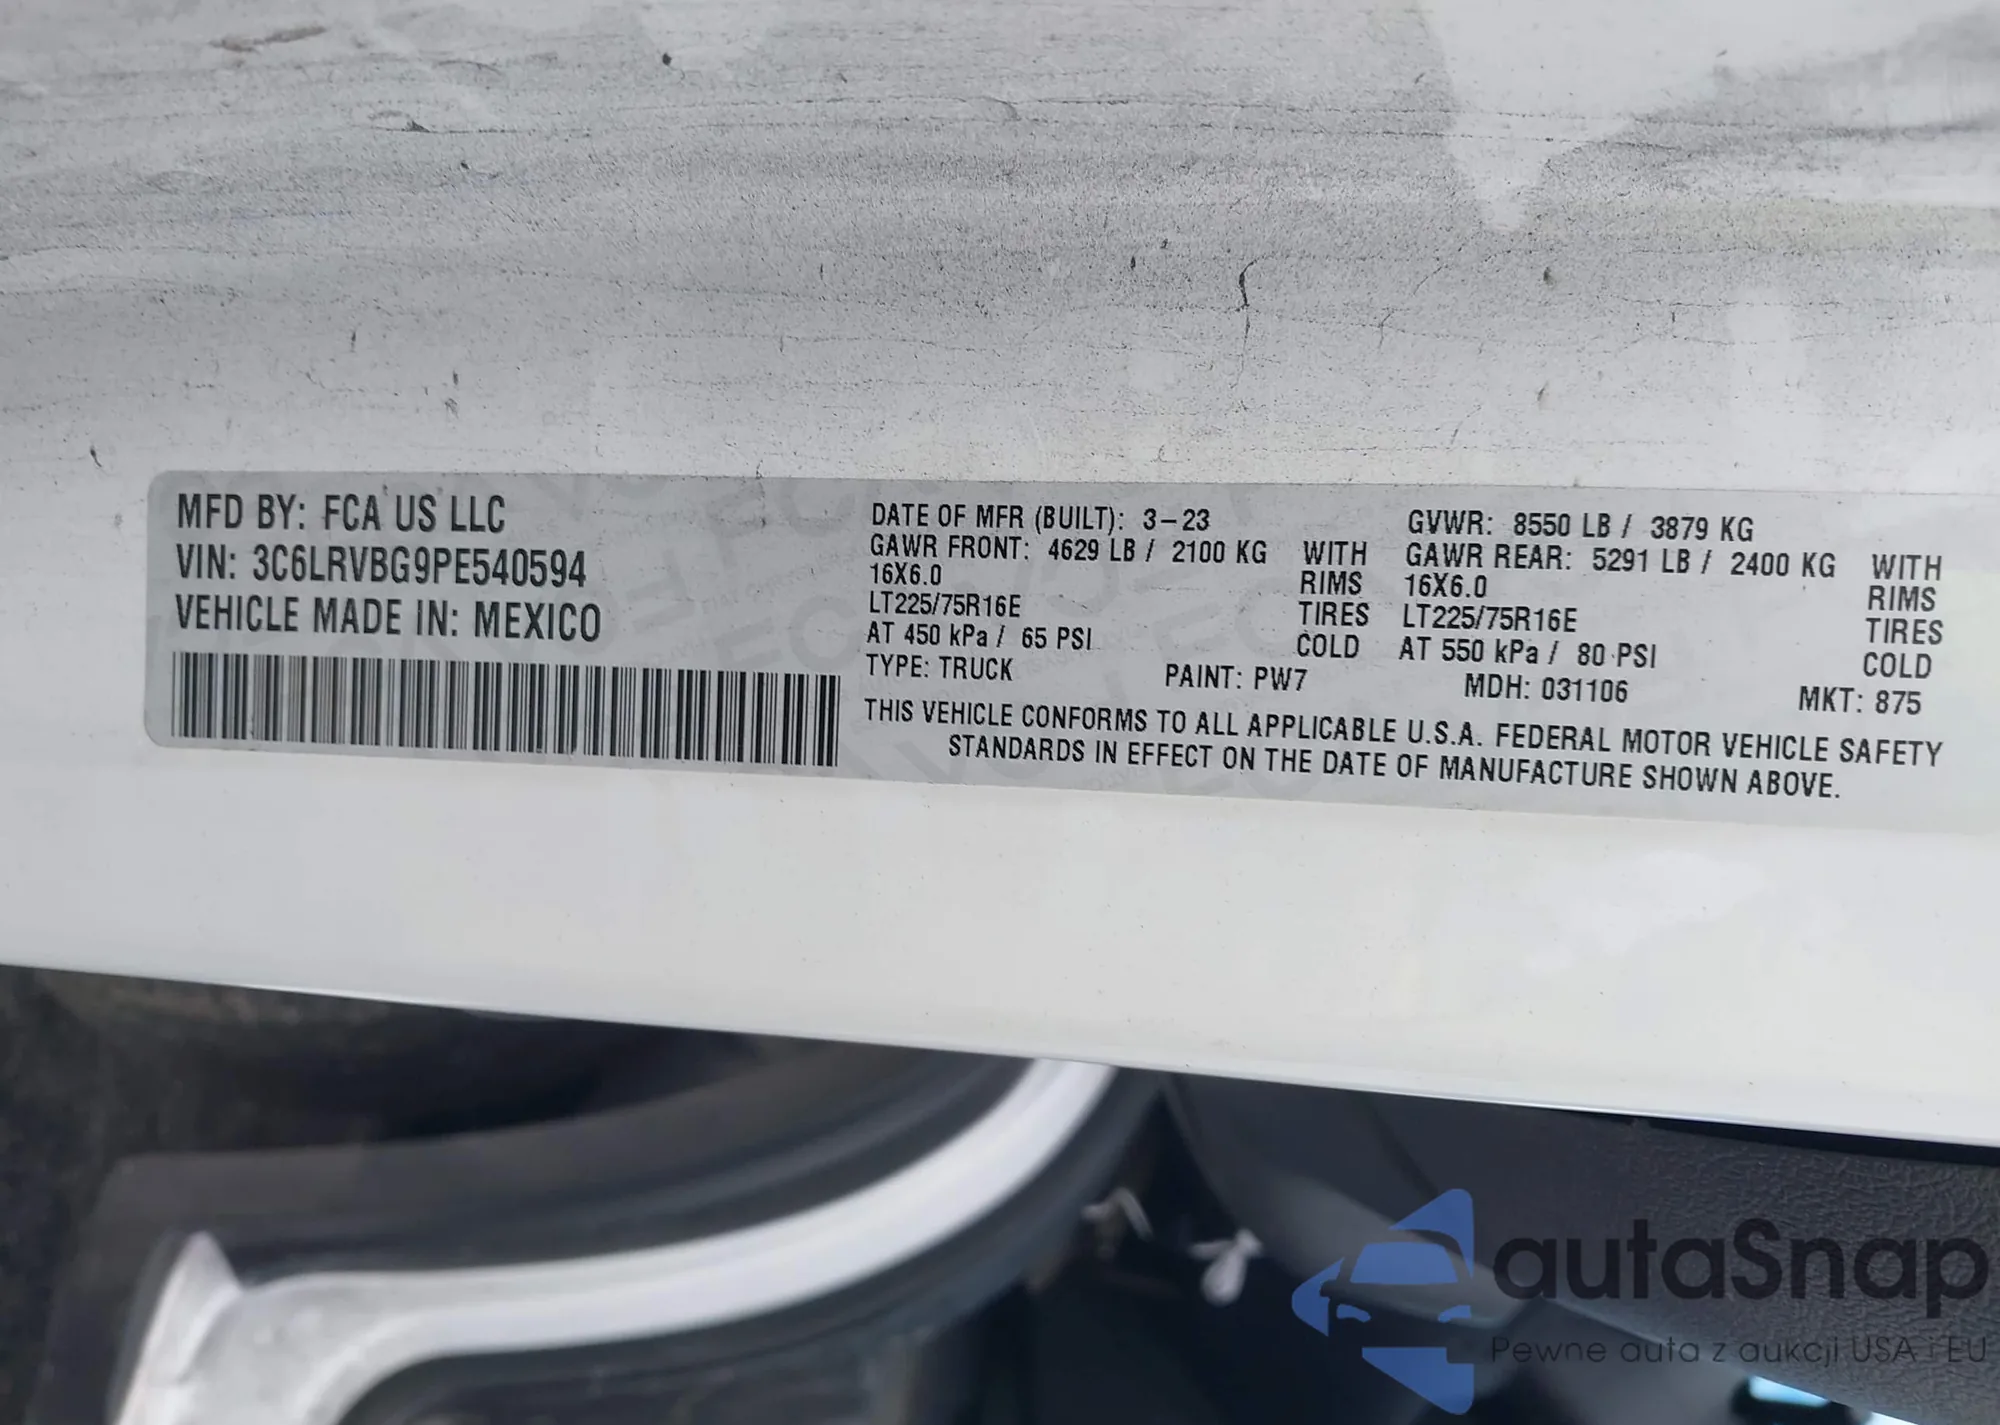 MFD BY: FCA US LLC
VIN: 3C6LRVBG9PE540594
VEHICLE MADE IN: MEXICO
DATE OF MFR (BUILT): 3-23 GVWR: 8550 LB / 3879 KG
GAWR FRONT: 4629 LB / 2100 KG WITH GAWR REAR: 5291 LB / 2400 KG WITH
16X6.0 RIMS 16X6.0 RIMS
LT225/75R16E TIRES LT225/75R16E TIRES
AT 450 kPa / 65 PSI COLD AT 550 kPa / 80 PSI COLD
TYPE: TRUCK PAINT: PW7 MDH: 031106 MKT: 875
THIS VEHICLE CONFORMS TO ALL APPLICABLE U.S.A. FEDERAL MOTOR VEHICLE SAFETY
STANDARDS IN EFFECT ON THE DATE OF MANUFACTURE SHOWN ABOVE.
autaSnap
Pewne auta z aukcji USA i EU